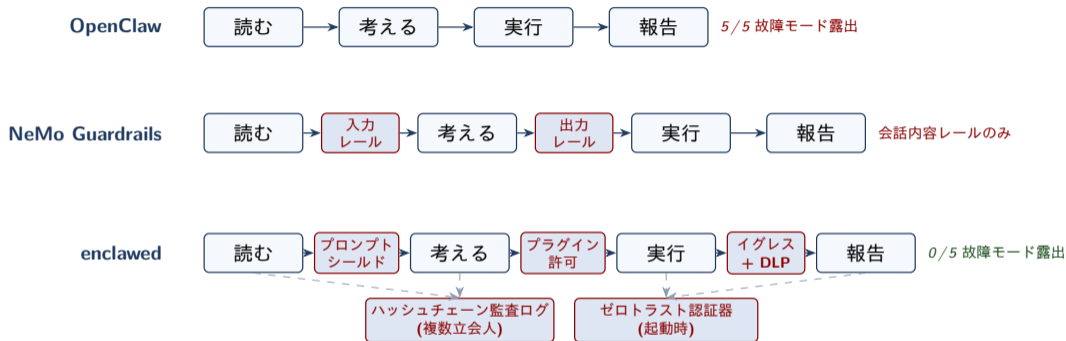 OpenClaw 読む 考える 実行 報告 5/5 故障モード露出
NeMo Guardrails 読む 入力
レール 考える 出力
レール 実行 報告 会話内容レールのみ
enclawed 読む プロンプト
シールド 考える プラグイン
許可 実行 イグレス
+ DLP 報告 0/5 故障モード露出
ハッシュチェーン監査ログ
(複数立会人)
ゼロトラスト認証器
(起動時)